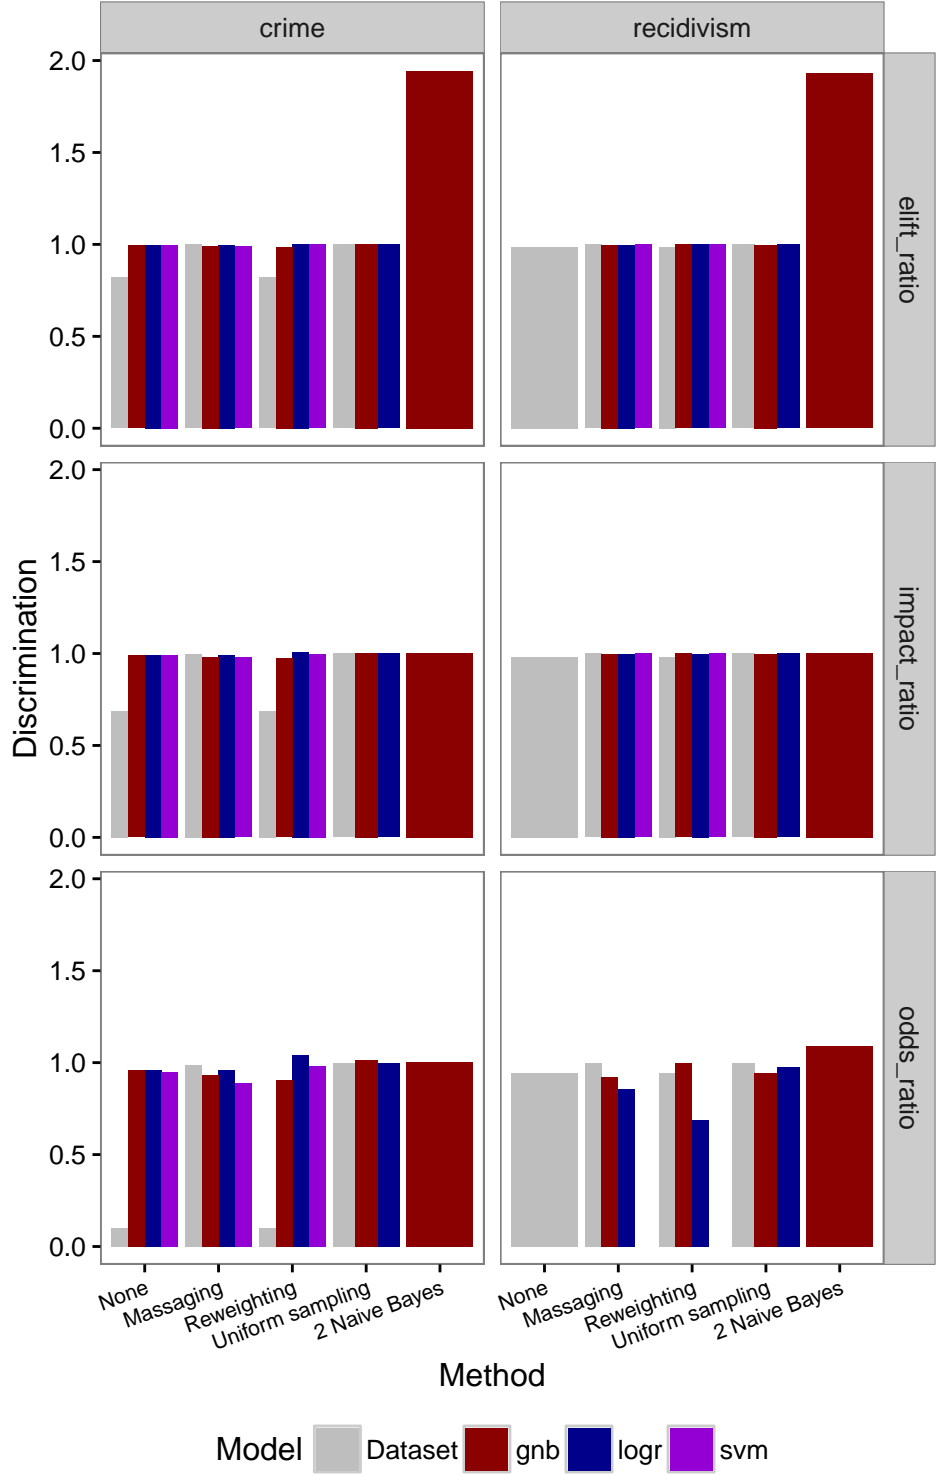 crime
recidivism
2.0
1.5
1.0
0.5
0.0
elift_ratio
2.0
1.5
1.0
0.5
0.0
impact_ratio
2.0
1.5
1.0
0.5
0.0
odds_ratio
Discrimination
None
Massaging
Reweighting
Uniform sampling
2 Naive Bayes
None
Massaging
Reweighting
Uniform sampling
2 Naive Bayes
Method
Model Dataset gnb logr svm